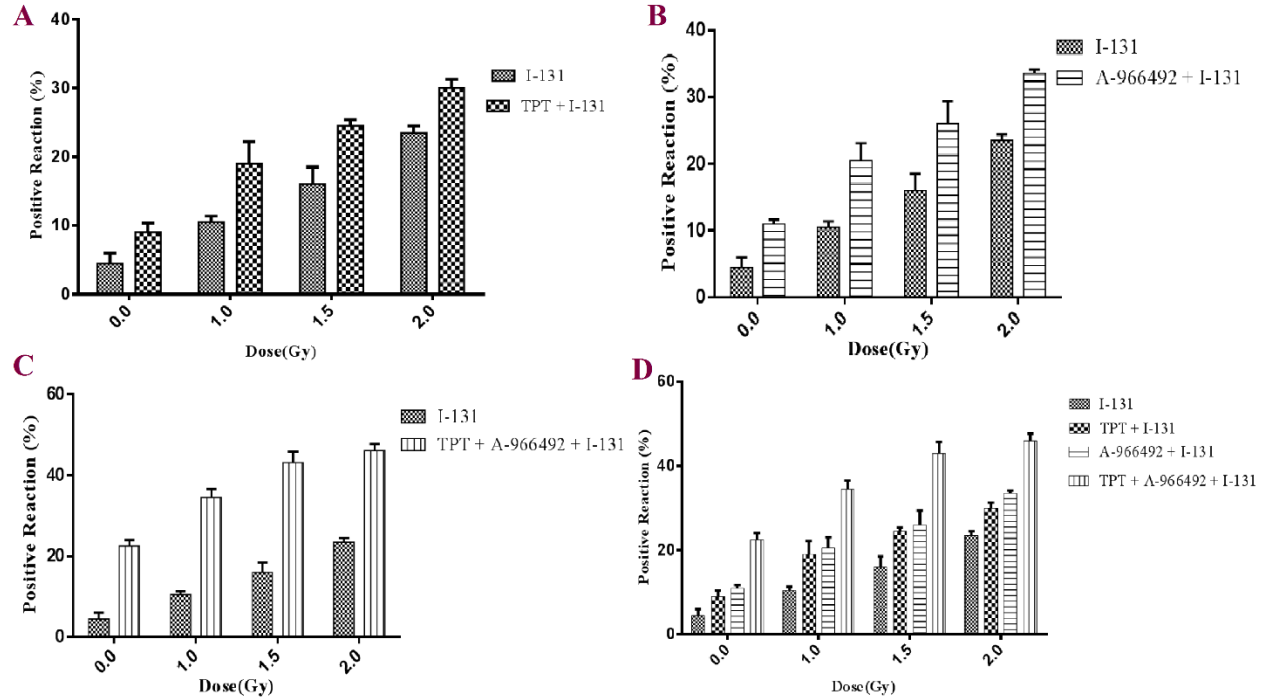 A
Positive Reaction (%)
40
30
20
10
0
0.0
1.0
1.5
2.0
Dose(Gy)
I-131
TPT + I-131
B
Positive Reaction (%)
40
30
20
10
0
0.0
1.0
1.5
2.0
Dose(Gy)
I-131
A-966492 + I-131
C
Positive Reaction (%)
60
40
20
0
0.0
1.0
1.5
2.0
Dose(Gy)
I-131
TPT + A-966492 + I-131
D
Positive Reaction (%)
60
40
20
0
0.0
1.0
1.5
2.0
Dose(Gy)
I-131
TPT + I-131
A-966492 + I-131
TPT + A-966492 + I-131